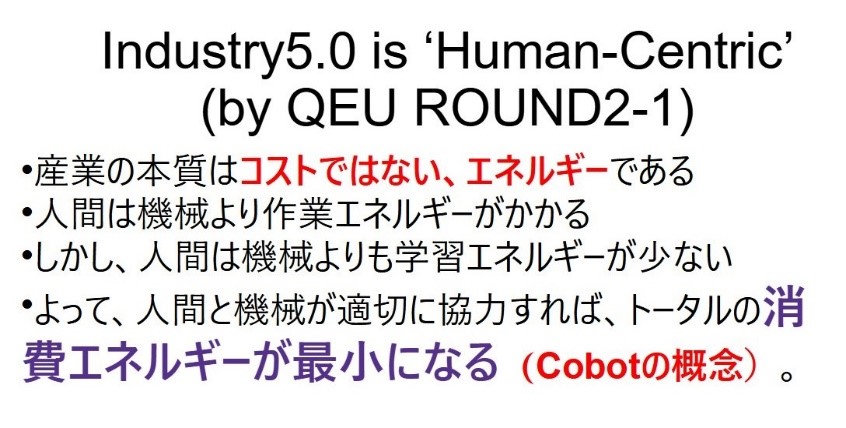 Industry5.0 is ‘Human-Centric’
(by QEU ROUND2-1)
•産業の本質はコストではない、エネルギーである
•人間は機械より作業エネルギーがかかる
•しかし、人間は機械よりも学習エネルギーが少ない
•よって、人間と機械が適切に協力すれば、トータルの消
費エネルギーが最小になる（Cobotの概念）。